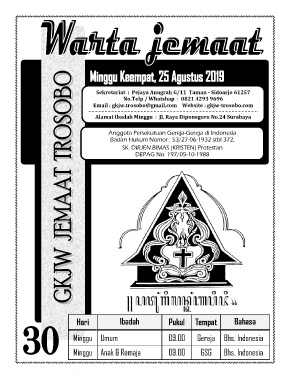 Warta jemaat
Minggu Keempat, 25 Agustus 2019
Sekretariat : Pejaya Anugrah G/11 Taman - Sidoarjo 61257
No.Telp / Whatshap : 0821 4293 9696
Email : gkjw.trosobo@gmail.com Website : gkjw-trosobo.com
Alamat Ibadah Minggu : Jl. Raya Diponegoro No.24 Surabaya
Anggota Persekutuan Gereja-Gereja di Indonesia
Badan Hukum Nomor : 53/27-06-1932 stbl 372,
SK. DIRJEN BIMAS (KRISTEN) Protestan
DEPAG No. 197/05-10-1988
GKJW JEMAAT TROSOBO
30
Hari Ibadah Pukul Tempat Bahasa
Minggu Umum 09.00 Gereja Bhs. Indonesia
Minggu Anak & Remaja 09.00 GSG Bhs. Indonesia